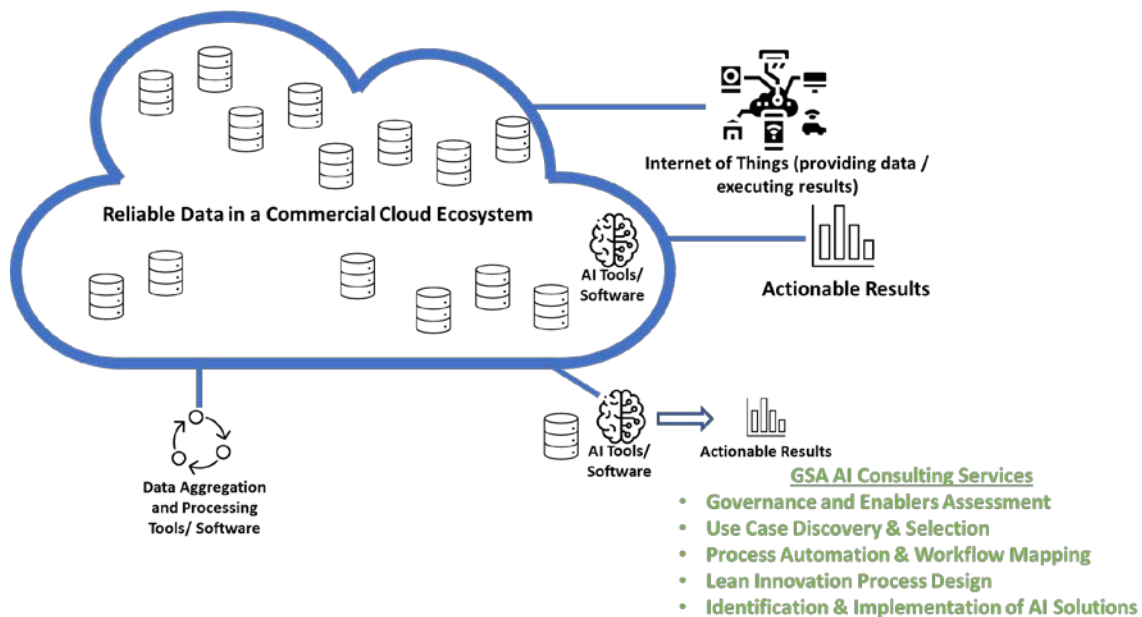 Internet of Things (providing data /
executing results)
Reliable Data in a Commercial Cloud Ecosystem
AI Tools/
Software
Actionable Results
Data Aggregation
and Processing
Tools/ Software
AI Tools/
Software
Actionable Results
GSA AI Consulting Services
• Governance and Enablers Assessment
• Use Case Discovery & Selection
• Process Automation & Workflow Mapping
• Lean Innovation Process Design
• Identification & Implementation of AI Solutions